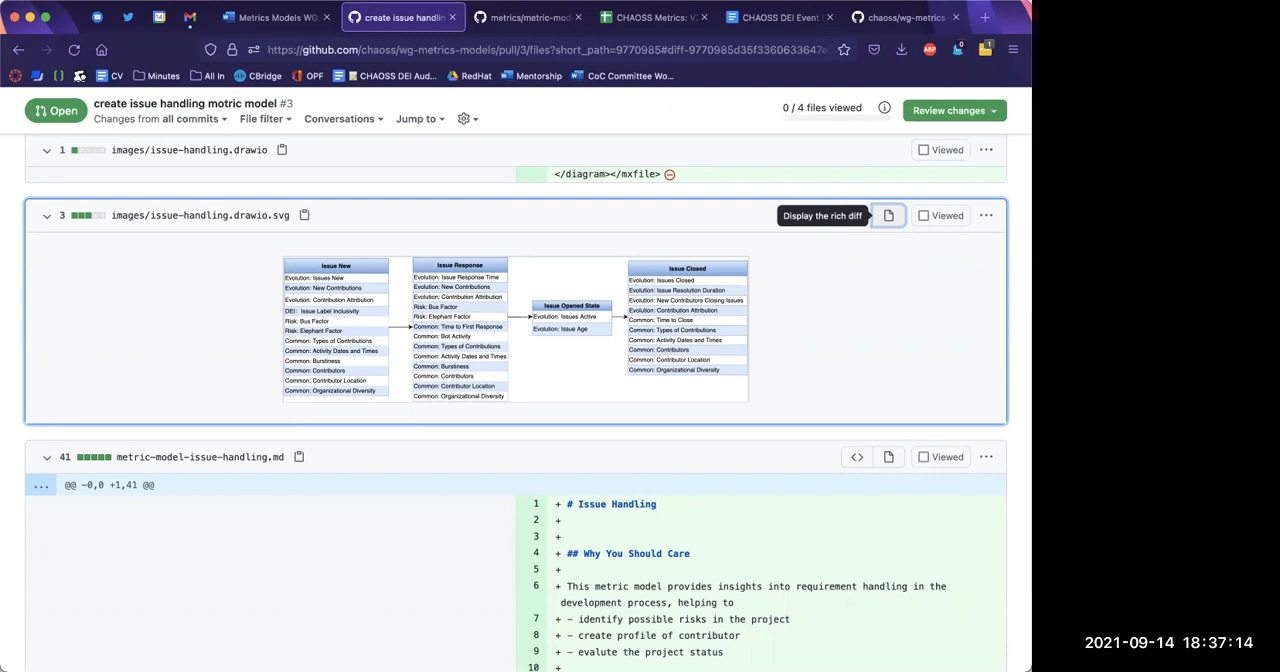 Metrics Models WG.
create issue handlin
metrics/metric-mod
CHAOSS Metrics: V
CHAOSS DEI Event
chaoss/wg-metrics-
https://github.com/chaoss/wg-metrics-models/pull/3/files?short_path=9770985#diff-9770985d35f3360633647e
ABP
0
1
CV
Minutes
All In
CBridge
OPF
CHAOSS DEI Aud...
RedHat
Mentorship
CoC Committee Wo...
Open
create issue handling motric model #3
Changes from all commits
File filter
Conversations
Jump to
0 / 4 files viewed
Review changes
1 images/issue-handling.drawio
Viewed
</diagram></mxfile>
3 images/issue-handling.drawio.svg
Display the rich diff
Viewed
Issue New
Evolution: Issues New
Evolution: New Contributions
Evolution: Contribution Attribution
DEI: Issue Label Inclusivity
Risk: Bus Factor
Risk: Elephant Factor
Common: Types of Contributions
Common: Activity Dates and Times
Common: Burstiness
Common: Contributors
Common: Contributor Location
Common: Organizational Diversity
Issue Response
Evolution: Issue Response Time
Evolution: New Contributions
Evolution: Contribution Attribution
Risk: Bus Factor
Risk: Elephant Factor
Common: Time to First Response
Common: Bot Activity
Common: Types of Contributions
Common: Activity Dates and Times
Common: Burstiness
Common: Contributors
Common: Contributor Location
Common: Organizational Diversity
Issue Opened State
Evolution: Issues Active
Evolution: Issue Age
Issue Closed
Evolution: Issues Closed
Evolution: Issue Resolution Duration
Evolution: New Contributors Closing Issues
Evolution: Contribution Attribution
Common: Time to Close
Common: Types of Contributions
Common: Activity Dates and Times
Common: Contributors
Common: Contributor Location
Common: Organizational Diversity
41 metric-model-issue-handling.md
Viewed
... @@ -0,0 +1,41 @@
1 + # Issue Handling
2 +
3 +
4 + ## Why You Should Care
5 +
6 + This metric model provides insights into requirement handling in the
development process, helping to
7 + - identify possible risks in the project
8 + - create profile of contributor
9 + - evalute the project status
10 +
2021-09-14 18:37:14